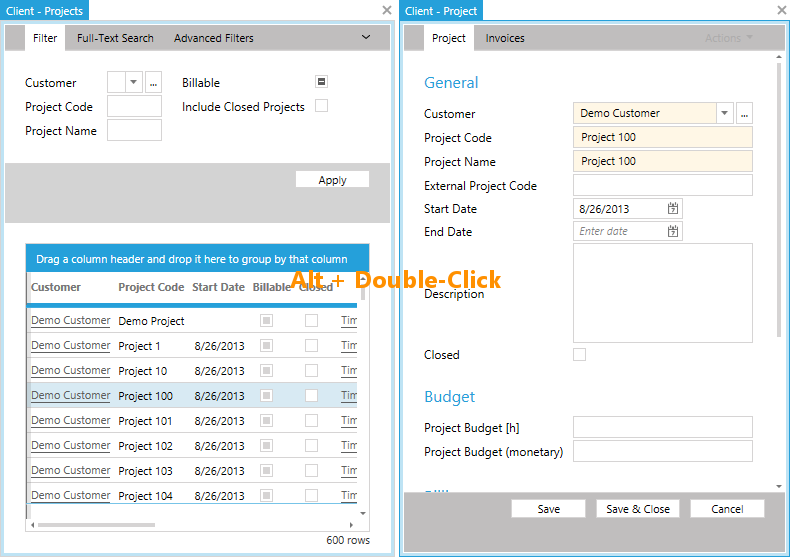 Client - Projects
Filter Full-Text Search Advanced Filters
Customer ... Billable
Project Code Include Closed Projects
Project Name
Apply
Drag a column header and drop it here to group by that column
Customer Project Code Start Date Billable Closed
Demo Customer Demo Project Tim
Demo Customer Project 1 8/26/2013 Tim
Demo Customer Project 10 8/26/2013 Tim
Demo Customer Project 100 8/26/2013 Tim
Demo Customer Project 101 8/26/2013 Tim
Demo Customer Project 102 8/26/2013 Tim
Demo Customer Project 103 8/26/2013 Tim
Demo Customer Project 104 8/26/2013 Tim
600 rows
Alt + Double-Click
Client - Project
Project Invoices Actions
General
Customer Demo Customer ...
Project Code Project 100
Project Name Project 100
External Project Code
Start Date 8/26/2013 7
End Date Enter date 7
Description
Closed
Budget
Project Budget [h]
Project Budget (monetary)
Save Save & Close Cancel